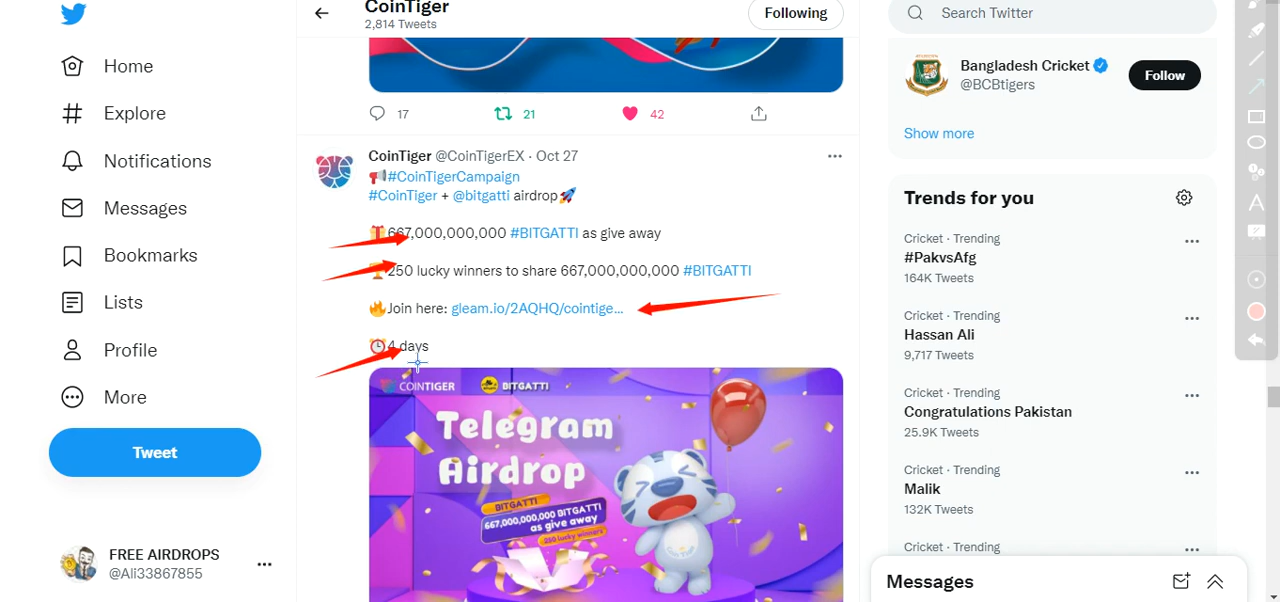 CoinTiger
2,814 Tweets
Following
Search Twitter
Home
Explore
Notifications
Messages
Bookmarks
Lists
Profile
More
Tweet
FREE AIRDROPS
@Ali33867855
17
21
42
CoinTiger @CoinTigerEX · Oct 27
#CoinTigerCampaign
#CoinTiger + @bitgatti airdrop
667,000,000,000 #BITGATTI as give away
250 lucky winners to share 667,000,000,000 #BITGATTI
Join here: gleam.io/2AQHQ/cointige...
4 days
COINTIGER BITGATTI
Telegram
Airdrop
BITGATTI
667,000,000,000 BITGATTI
as give away
250 lucky winners
Bangladesh Cricket
@BCBtigers
Follow
Show more
Trends for you
Cricket · Trending
#PakvsAfg
164K Tweets
Cricket · Trending
Hassan Ali
9,717 Tweets
Cricket · Trending
Congratulations Pakistan
25.9K Tweets
Cricket · Trending
Malik
132K Tweets
Cricket · Trending
Messages